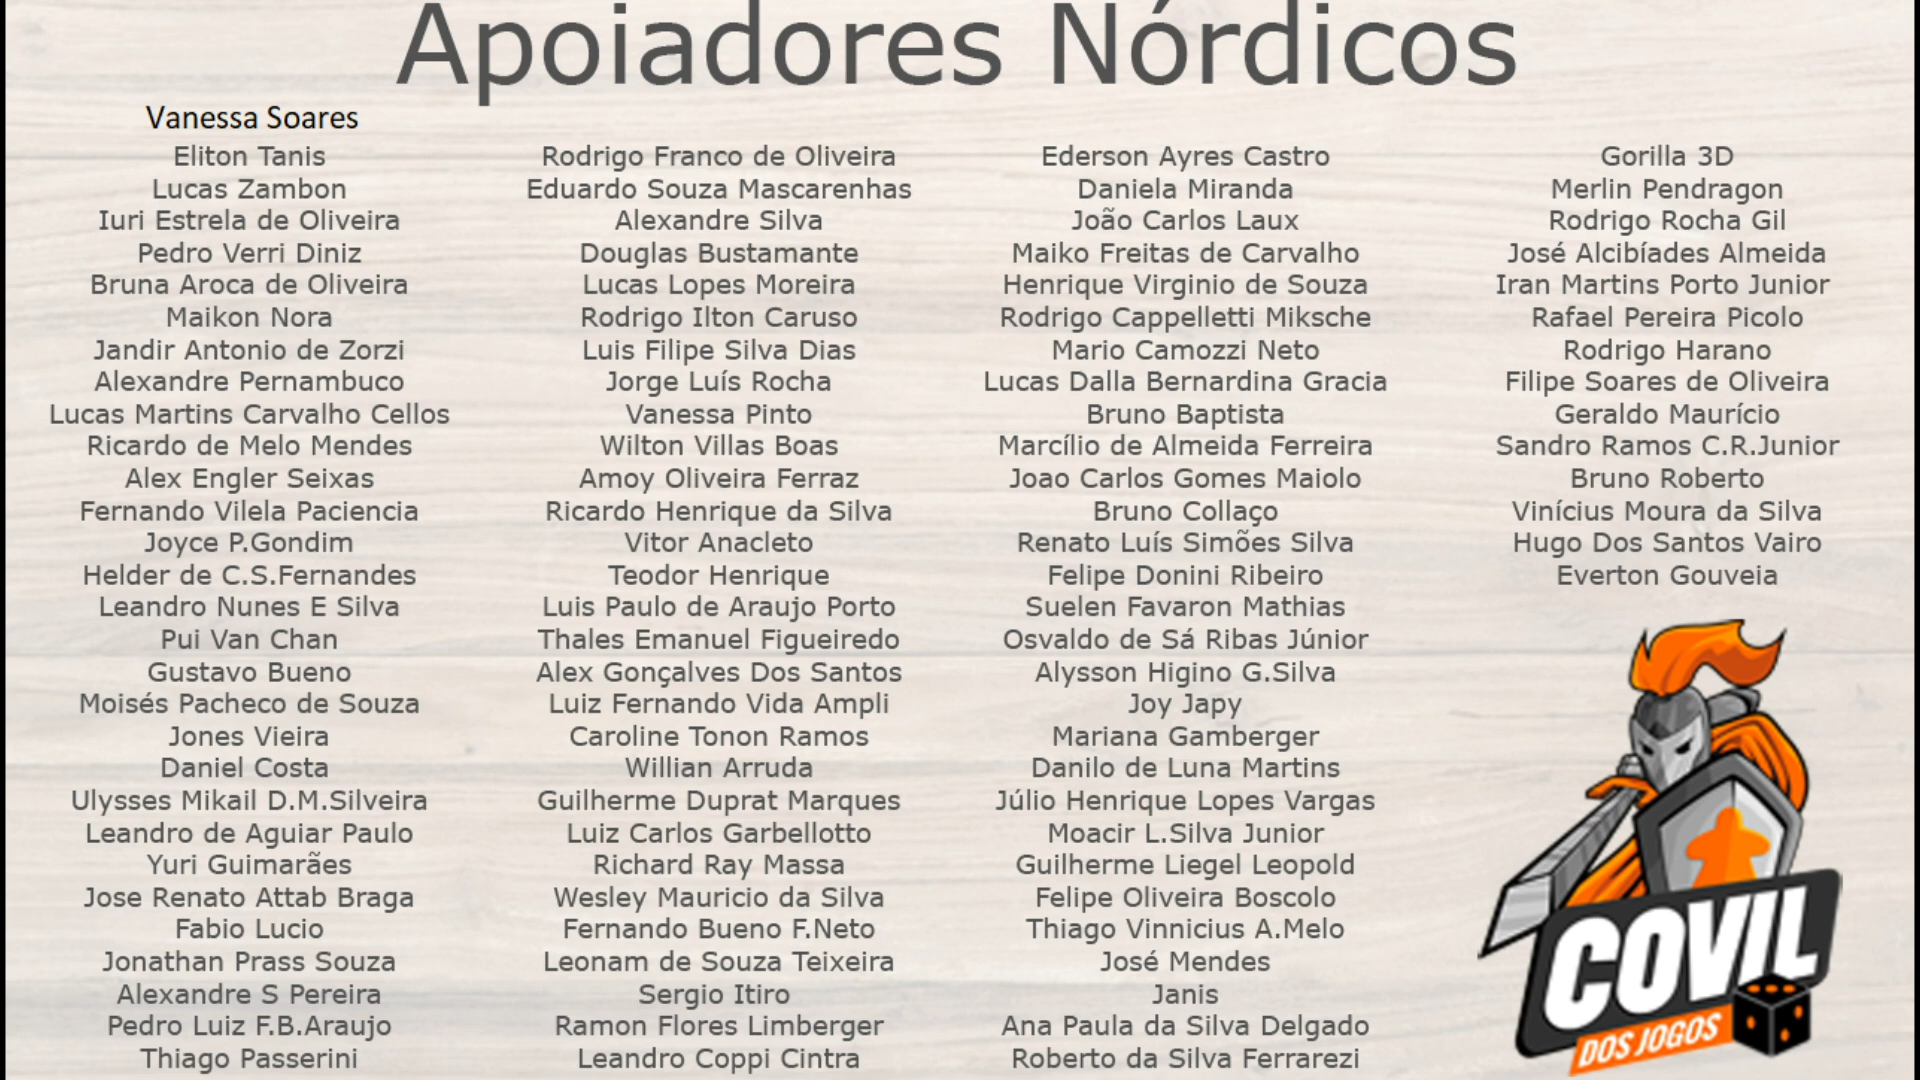 Apoiadores Nórdicos
Vanessa Soares
Eliton Tanis
Lucas Zambon
Iuri Estrela de Oliveira
Pedro Verri Diniz
Bruna Aroca de Oliveira
Maikon Nora
Jandir Antonio de Zorzi
Alexandre Pernambuco
Lucas Martins Carvalho Cellos
Ricardo de Melo Mendes
Alex Engler Seixas
Fernando Vilela Paciencia
Joyce P.Gondim
Helder de C.S.Fernandes
Leandro Nunes E Silva
Pui Van Chan
Gustavo Bueno
Moisés Pacheco de Souza
Jones Vieira
Daniel Costa
Ulysses Mikail D.M.Silveira
Leandro de Aguiar Paulo
Yuri Guimarães
Jose Renato Attab Braga
Fabio Lucio
Jonathan Prass Souza
Alexandre S Pereira
Pedro Luiz F.B.Araujo
Thiago Passerini
Rodrigo Franco de Oliveira
Eduardo Souza Mascarenhas
Alexandre Silva
Douglas Bustamante
Lucas Lopes Moreira
Rodrigo Ilton Caruso
Luis Filipe Silva Dias
Jorge Luís Rocha
Vanessa Pinto
Wilton Villas Boas
Amoy Oliveira Ferraz
Ricardo Henrique da Silva
Vitor Anacleto
Teodor Henrique
Luis Paulo de Araujo Porto
Thales Emanuel Figueiredo
Alex Gonçalves Dos Santos
Luiz Fernando Vida Ampli
Caroline Tonon Ramos
Willian Arruda
Guilherme Duprat Marques
Luiz Carlos Garbellotto
Richard Ray Massa
Wesley Mauricio da Silva
Fernando Bueno F.Neto
Leonam de Souza Teixeira
Sergio Itiro
Ramon Flores Limberger
Leandro Coppi Cintra
Ederson Ayres Castro
Daniela Miranda
João Carlos Laux
Maiko Freitas de Carvalho
Henrique Virginio de Souza
Rodrigo Cappelletti Miksche
Mario Camozzi Neto
Lucas Dalla Bernardina Gracia
Bruno Baptista
Marcílio de Almeida Ferreira
Joao Carlos Gomes Maiolo
Bruno Collaço
Renato Luís Simões Silva
Felipe Donini Ribeiro
Suelen Favaron Mathias
Osvaldo de Sá Ribas Júnior
Alysson Higino G.Silva
Joy Japy
Mariana Gamberger
Danilo de Luna Martins
Júlio Henrique Lopes Vargas
Moacir L.Silva Junior
Guilherme Liegel Leopold
Felipe Oliveira Boscolo
Thiago Vinnicius A.Melo
José Mendes
Janis
Ana Paula da Silva Delgado
Roberto da Silva Ferrarezi
Gorilla 3D
Merlin Pendragon
Rodrigo Rocha Gil
José Alcibíades Almeida
Iran Martins Porto Junior
Rafael Pereira Picolo
Rodrigo Harano
Filipe Soares de Oliveira
Geraldo Maurício
Sandro Ramos C.R.Junior
Bruno Roberto
Vinícius Moura da Silva
Hugo Dos Santos Vairo
Everton Gouveia
COVIL
DOS JOGOS